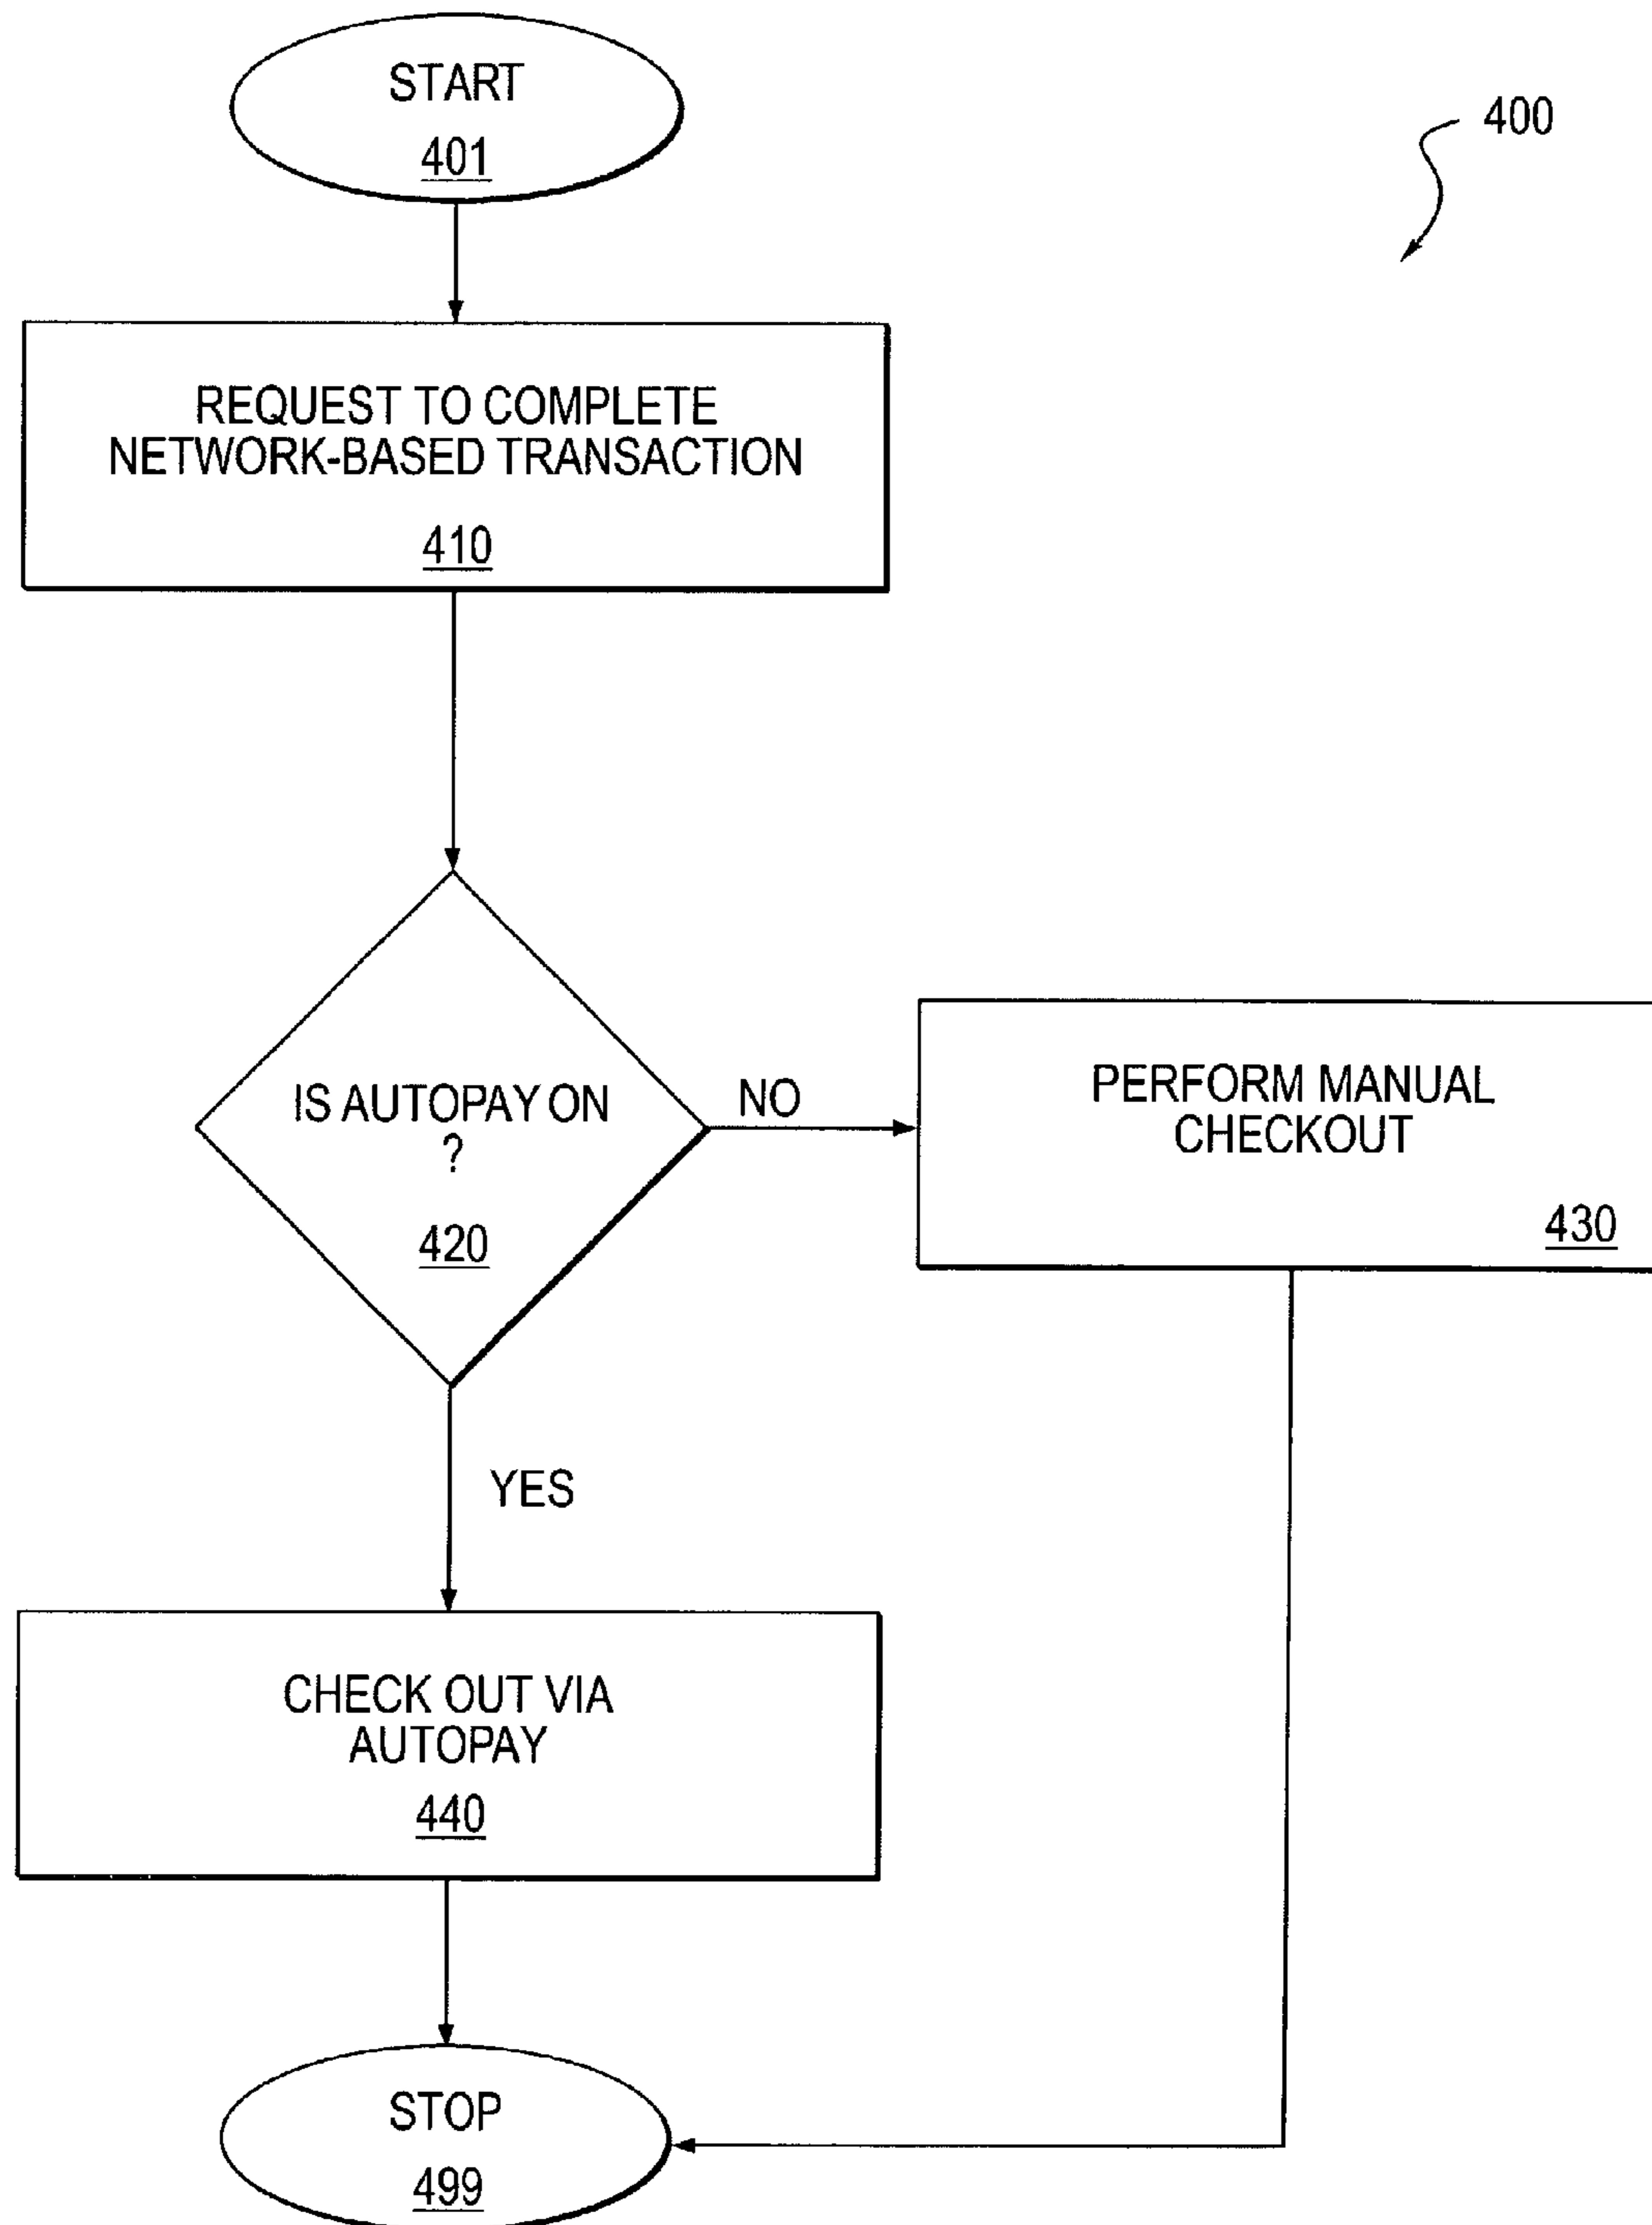 START
401
400
REQUEST TO COMPLETE
NETWORK-BASED TRANSACTION
410
IS AUTOPAY ON
?
420
NO
PERFORM MANUAL
CHECKOUT
430
YES
CHECK OUT VIA
AUTOPAY
440
STOP
499